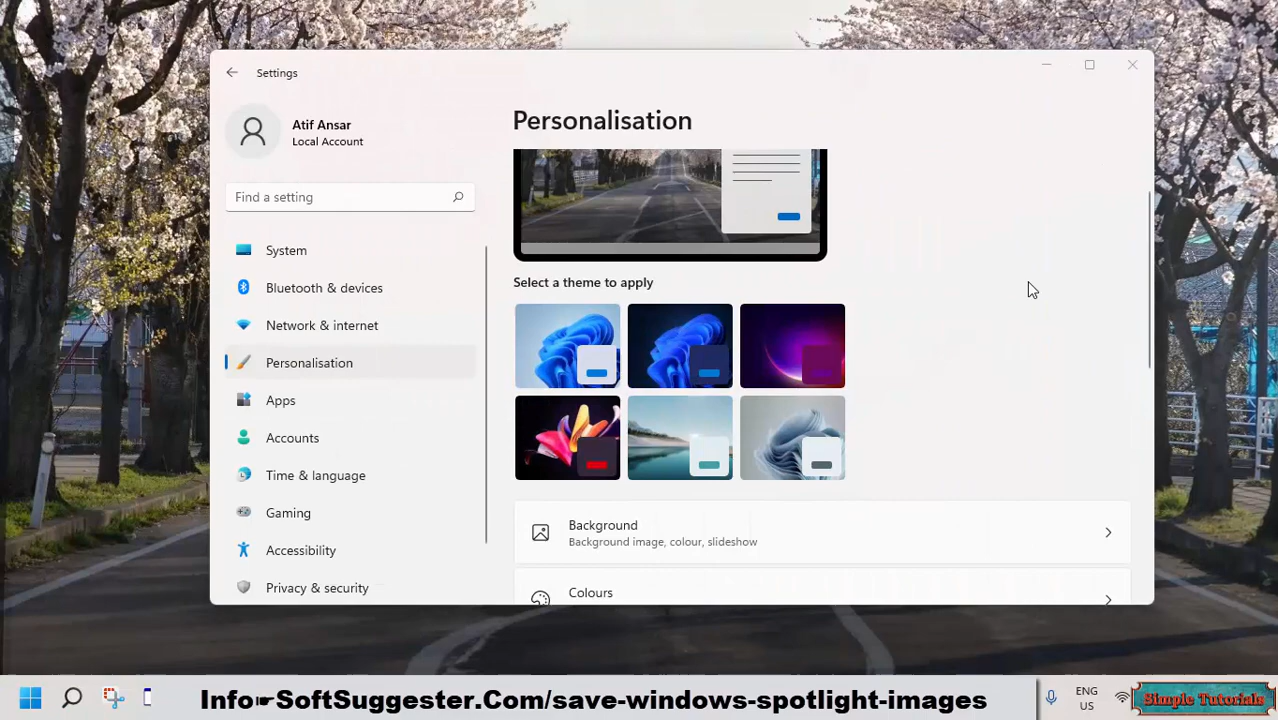 Settings
Atif Ansar
Local Account
Find a setting
System
Bluetooth & devices
Network & internet
Personalisation
Apps
Accounts
Time & language
Gaming
Accessibility
Privacy & security
Personalisation
Select a theme to apply
Background
Background image, colour, slideshow
Colours
Info☛SoftSuggester.Com/save-windows-spotlight-images
ENG
US
Simple Tutorials